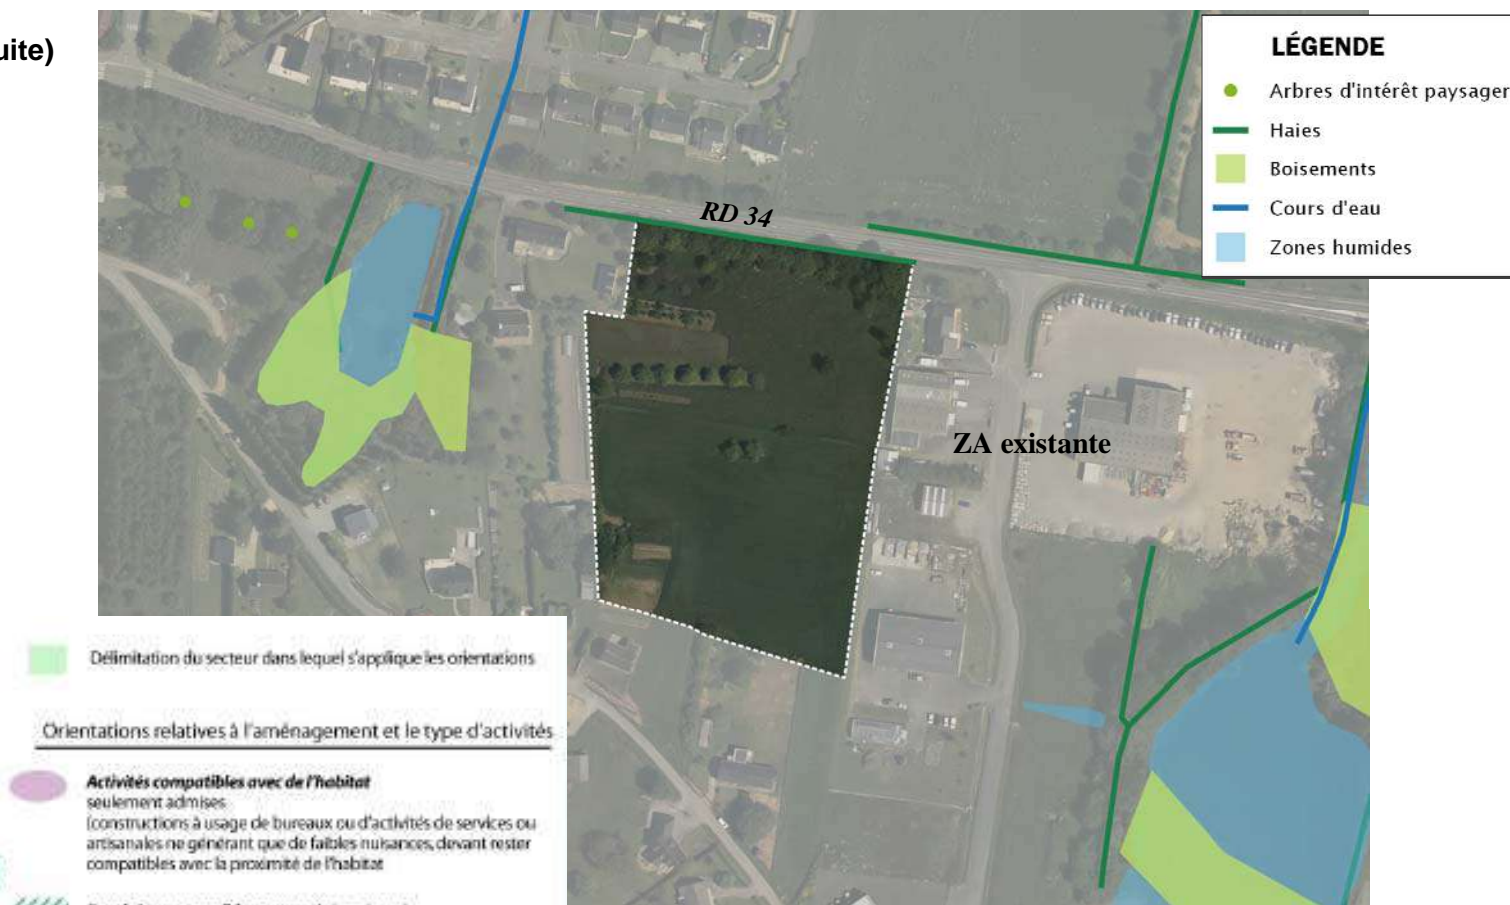 uite)
LÉGENDE
Arbres d'intérêt paysager
Haies
Boisements
Cours d'eau
Zones humides
RD 34
ZA existante
Délimitation du secteur dans lequel s'applique les orientations
Orientations relatives à l'aménagement et le type d'activités
Activités compatibles avec de l'habitat
seulement admises
(constructions à usage de bureaux ou d'activités de services ou
artisanales ne générant que de faibles nuisances, devant rester
compatibles avec la proximité de l'habitat